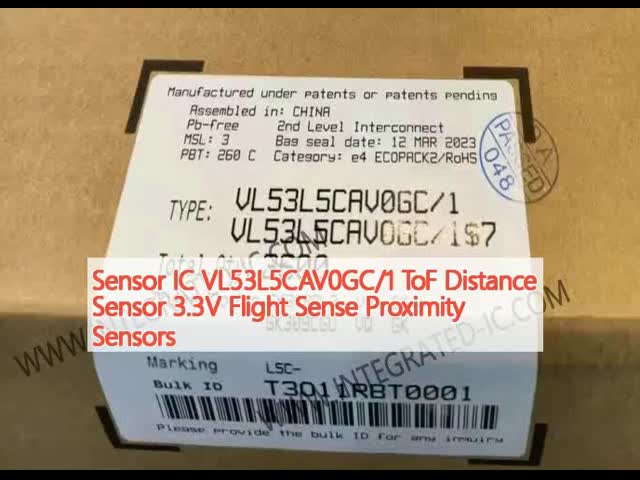 Manufactured under patents or patents pending
Assembled in: CHINA
Pb-free 2nd Level Interconnect
MSL: 3 Bag seal date: 12 MAR 2023
PBT: 260 C Category: e4 ECOPACK2/RoHS
PASSED
048
TYPE: VL53L5CAV0GC/1
VL53L5CAV0GC/1$7
Total
Sensor IC VL53L5CAV0GC/1 ToF Distance
Sensor 3.3V Flight Sense Proximity
Sensors
WWW.INTEGRATED-IC.COM
Marking L5C-
Bulk ID T3011RBT0001
Please provide the bulk ID for any inquiry